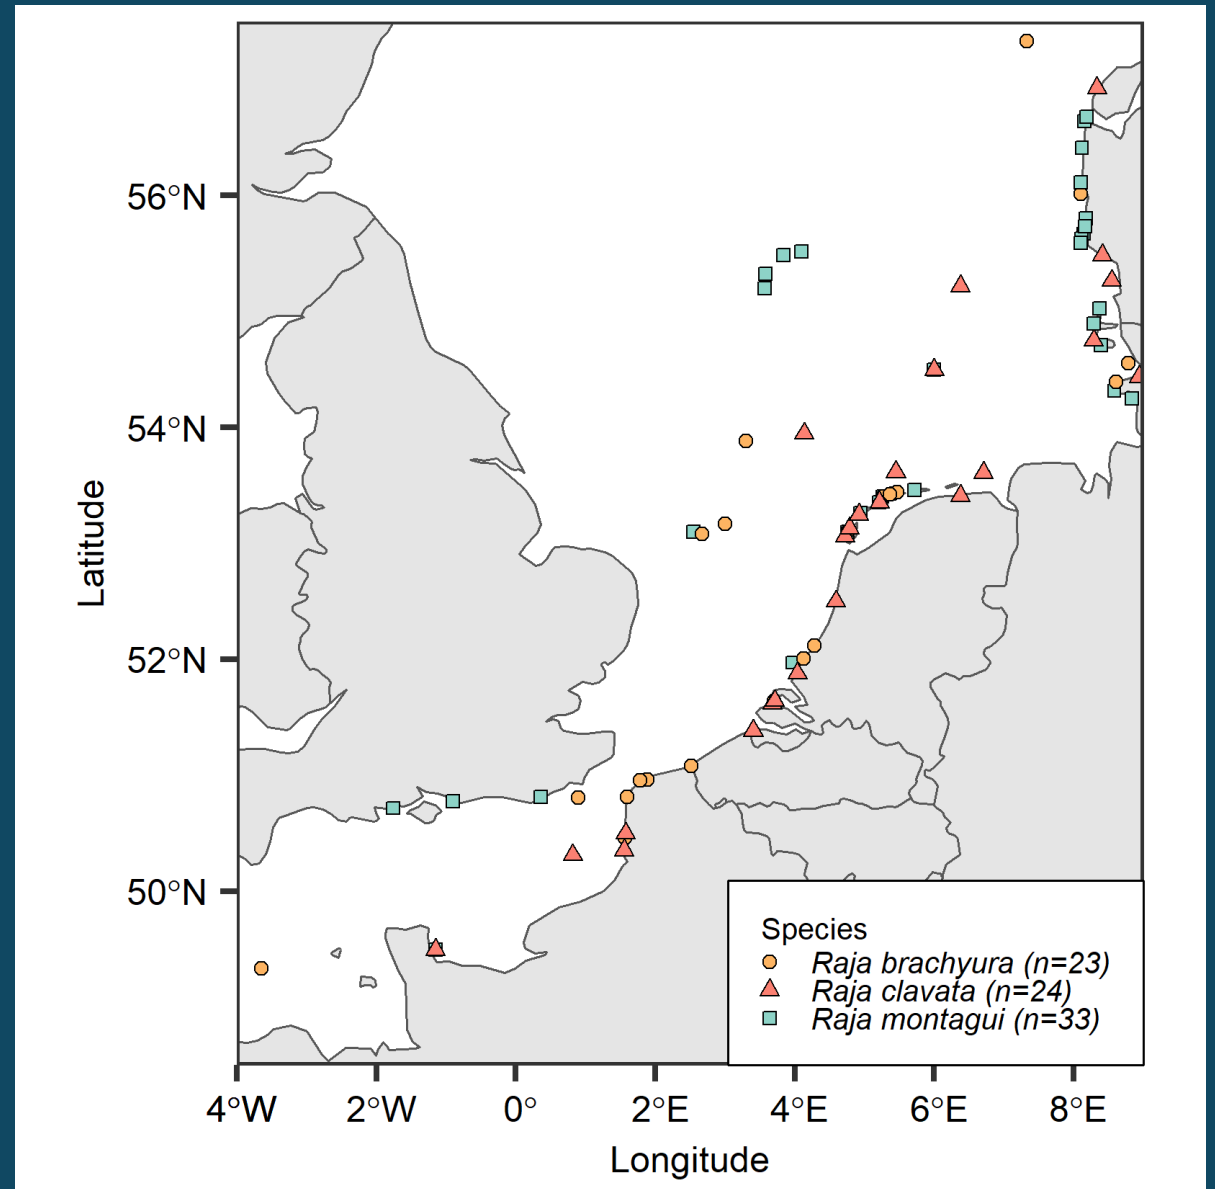 56°N
54°N
52°N
50°N
Latitude
Species
Raja brachyura (n=23)
Raja clavata (n=24)
Raja montagui (n=33)
4°W 2°W 0° 2°E 4°E 6°E 8°E
Longitude